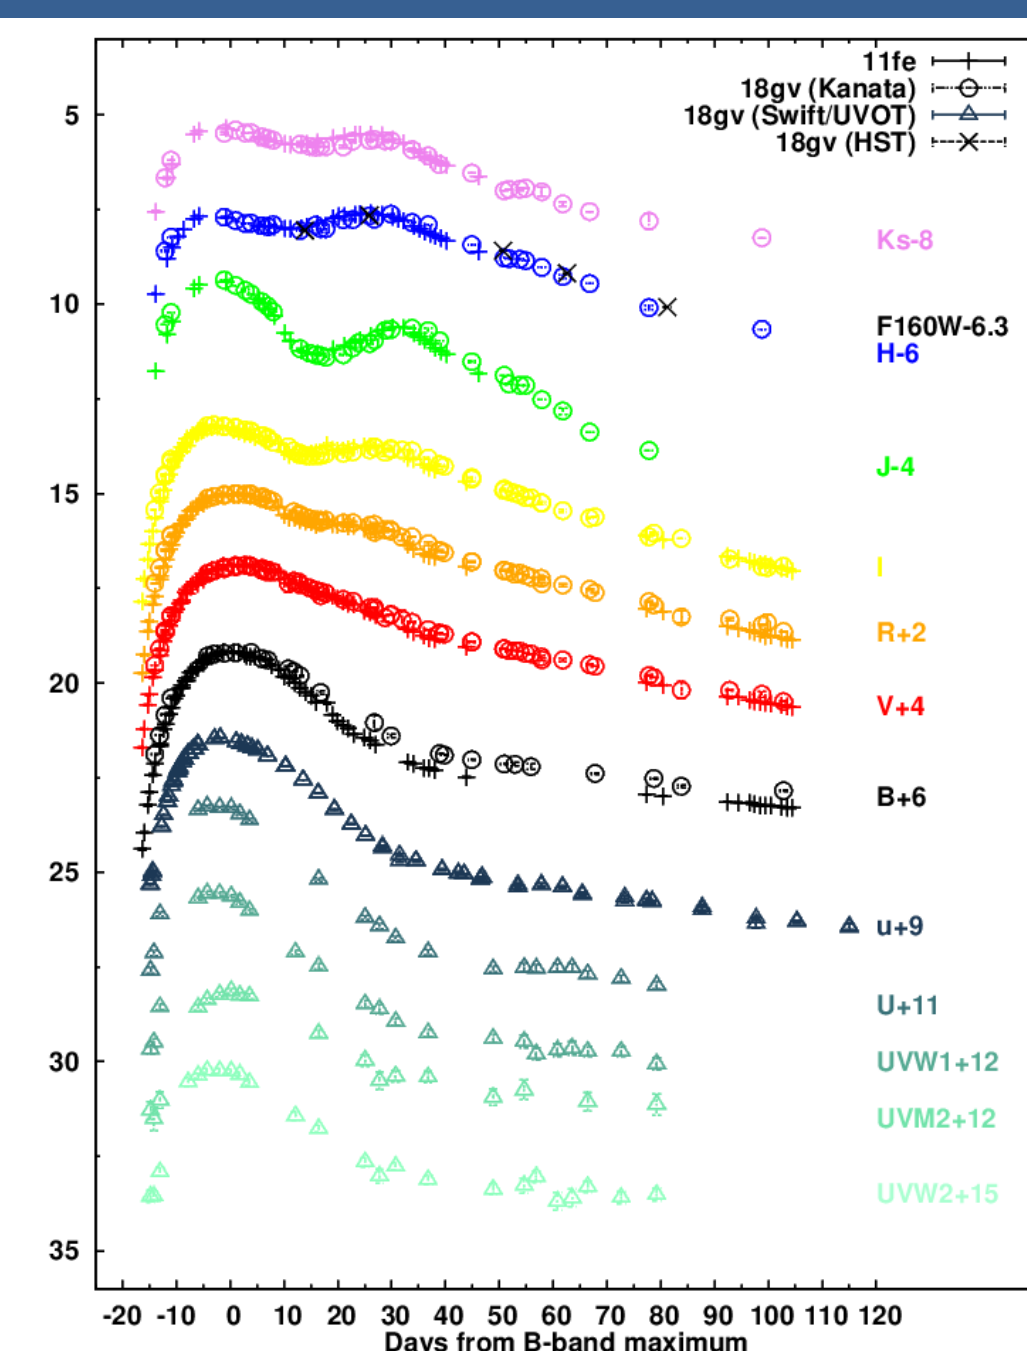 11fe
18gv (Kanata)
18gv (Swift/UVOT)
18gv (HST)
5
10
15
20
25
30
35
Ks-8
F160W-6.3
H-6
J-4
I
R+2
V+4
B+6
u+9
U+11
UVW1+12
UVM2+12
UVW2+15
-20 -10 0 10 20 30 40 50 60 70 80 90 100 110 120
Days from B-band maximum